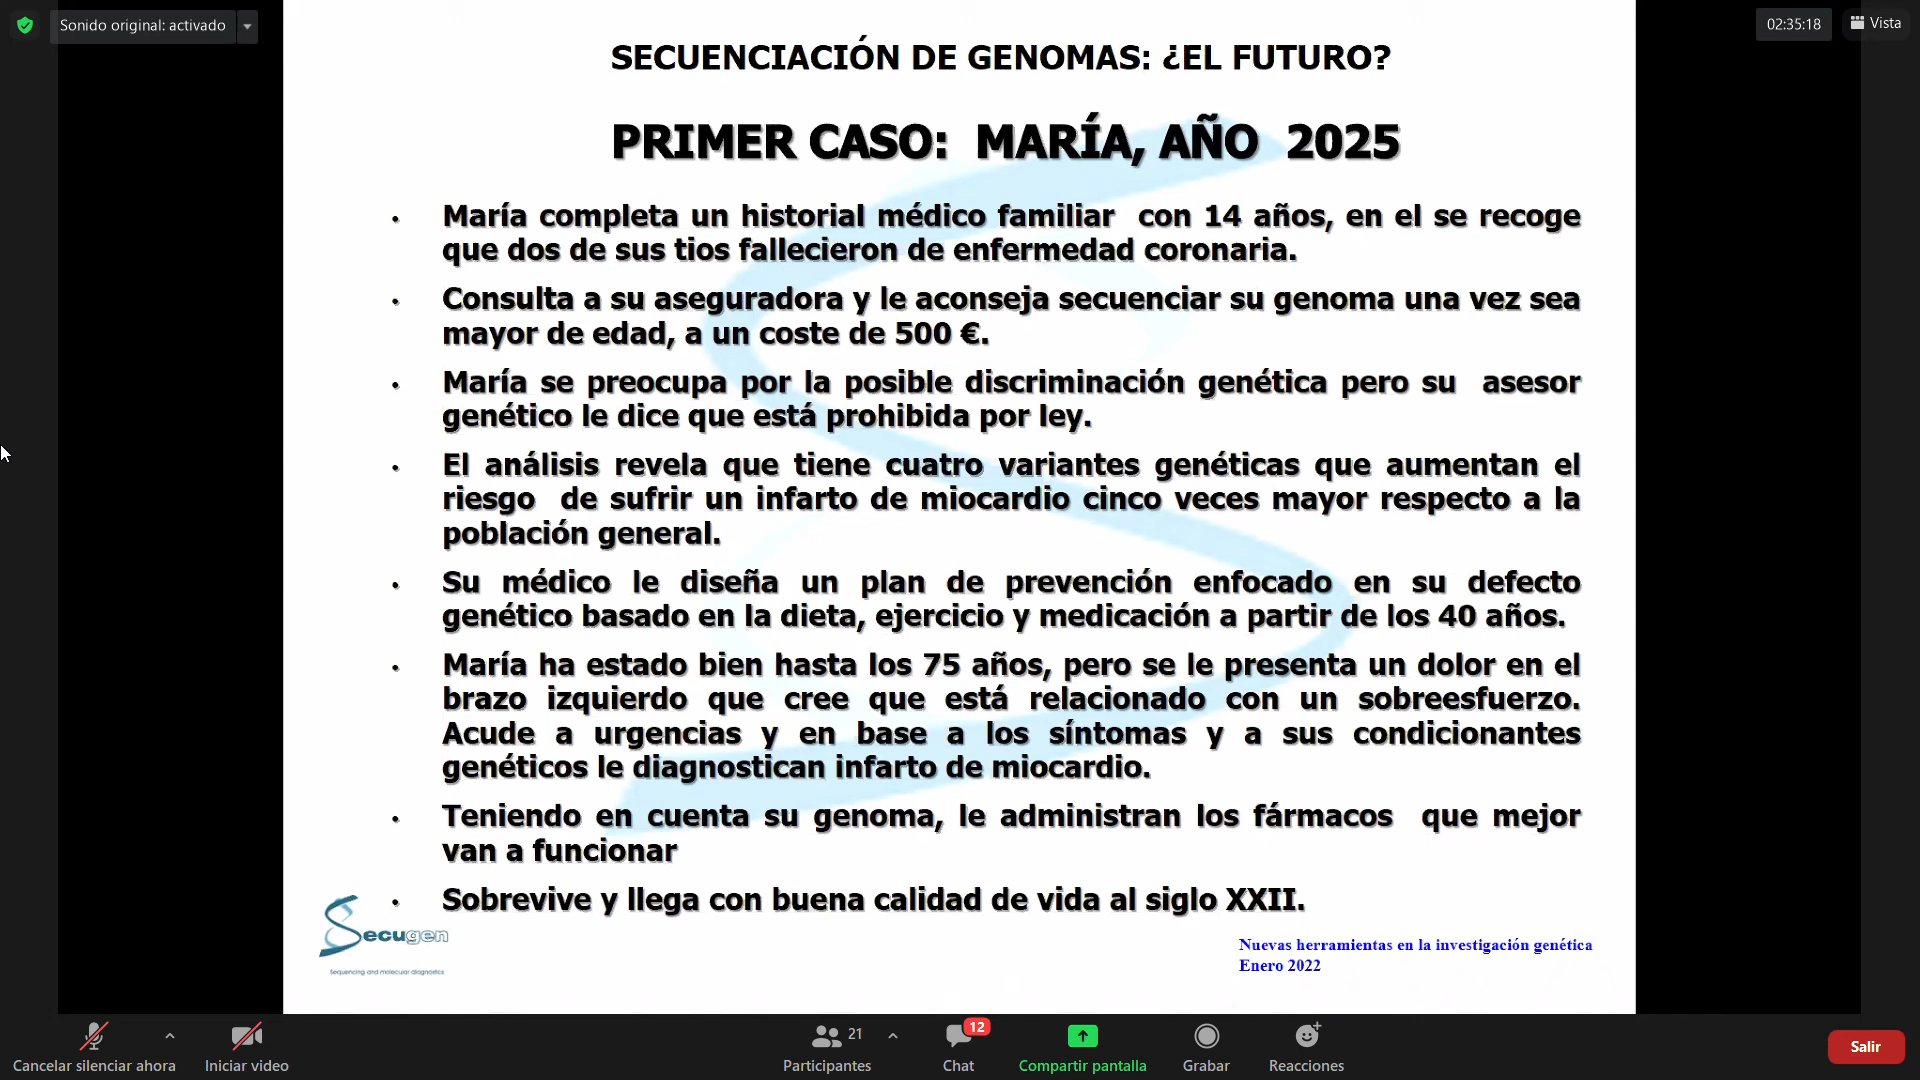 Sonido original: activado
02:35:18
Vista
SECUENCIACIÓN DE GENOMAS: ¿EL FUTURO?
PRIMER CASO: MARÍA, AÑO 2025
• María completa un historial médico familiar con 14 años, en el se recoge
que dos de sus tios fallecieron de enfermedad coronaria.
• Consulta a su aseguradora y le aconseja secuenciar su genoma una vez sea
mayor de edad, a un coste de 500 €.
• María se preocupa por la posible discriminación genética pero su asesor
genético le dice que está prohibida por ley.
• El análisis revela que tiene cuatro variantes genéticas que aumentan el
riesgo de sufrir un infarto de miocardio cinco veces mayor respecto a la
población general.
• Su médico le diseña un plan de prevención enfocado en su defecto
genético basado en la dieta, ejercicio y medicación a partir de los 40 años.
• María ha estado bien hasta los 75 años, pero se le presenta un dolor en el
brazo izquierdo que cree que está relacionado con un sobreesfuerzo.
Acude a urgencias y en base a los síntomas y a sus condicionantes
genéticos le diagnostican infarto de miocardio.
• Teniendo en cuenta su genoma, le administran los fármacos que mejor
van a funcionar
• Sobrevive y llega con buena calidad de vida al siglo XXII.
Secugen
Sequencing and molecular diagnostics
Nuevas herramientas en la investigación genética
Enero 2022
Cancelar silenciar ahora
Iniciar video
21
Participantes
12
Chat
Compartir pantalla
Grabar
Reacciones
Salir